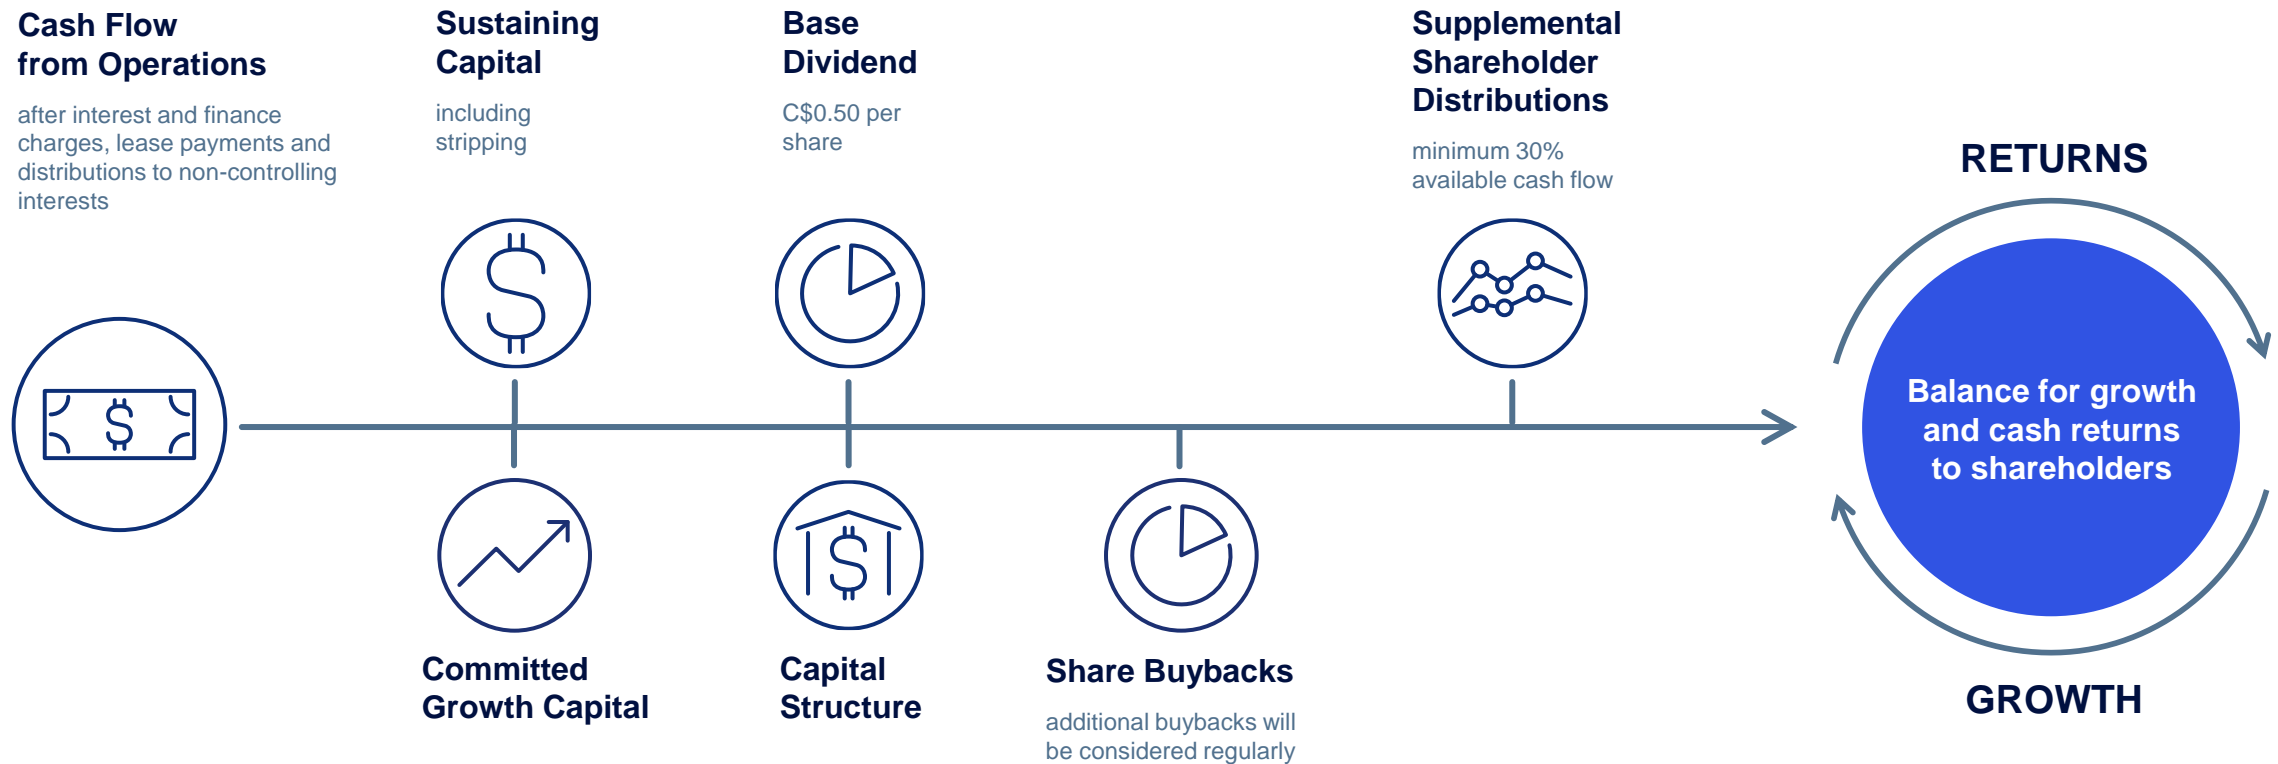 Cash Flow
from Operations
after interest and finance
charges, lease payments and
distributions to non-controlling
interests
Sustaining
Capital
including
stripping
Base
Dividend
C$0.50 per
share
Supplemental
Shareholder
Distributions
minimum 30%
available cash flow
Committed
Growth Capital
Capital
Structure
Share Buybacks
additional buybacks will
be considered regularly
RETURNS
Balance for growth
and cash returns
to shareholders
GROWTH